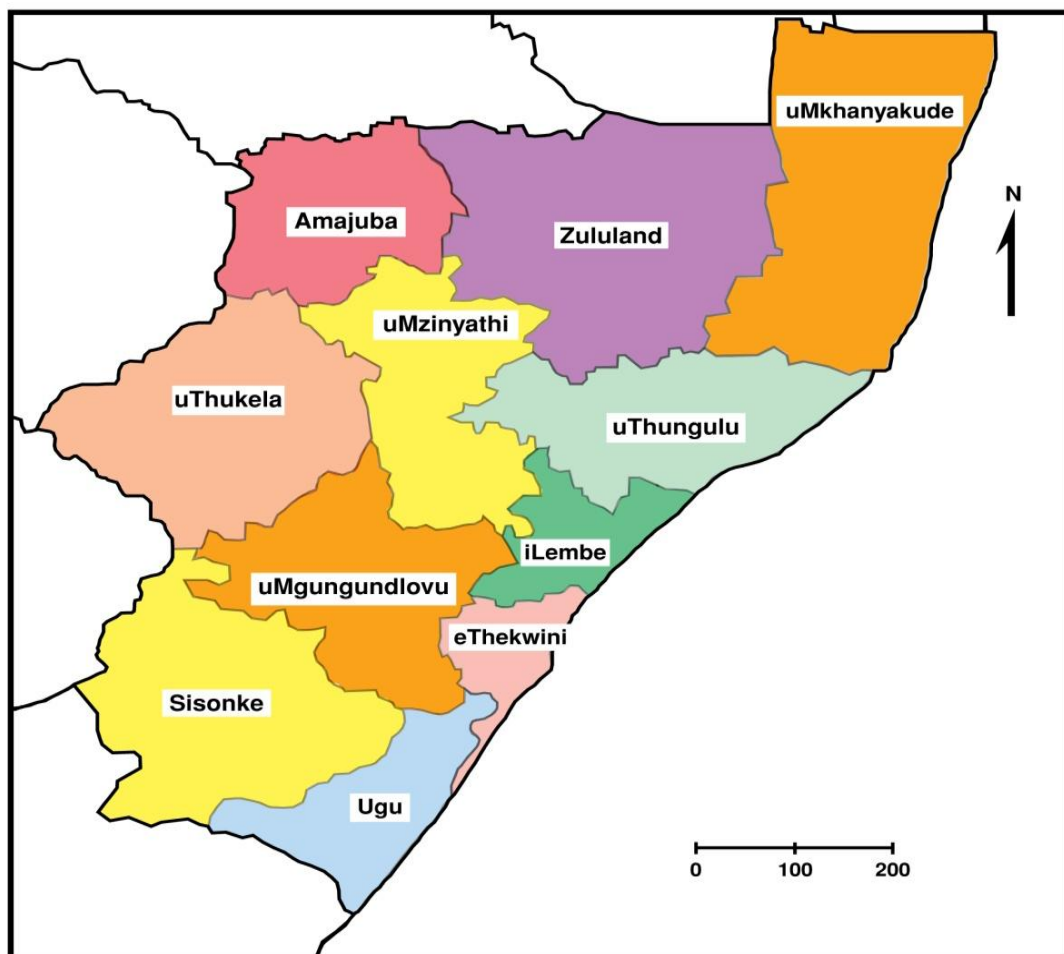 uMkhanyakude
N
Amajuba
Zululand
uMzinyathi
uThukela
uThungulu
iLembe
uMgungundlovu
eThekwini
Sisonke
Ugu
0 100 200